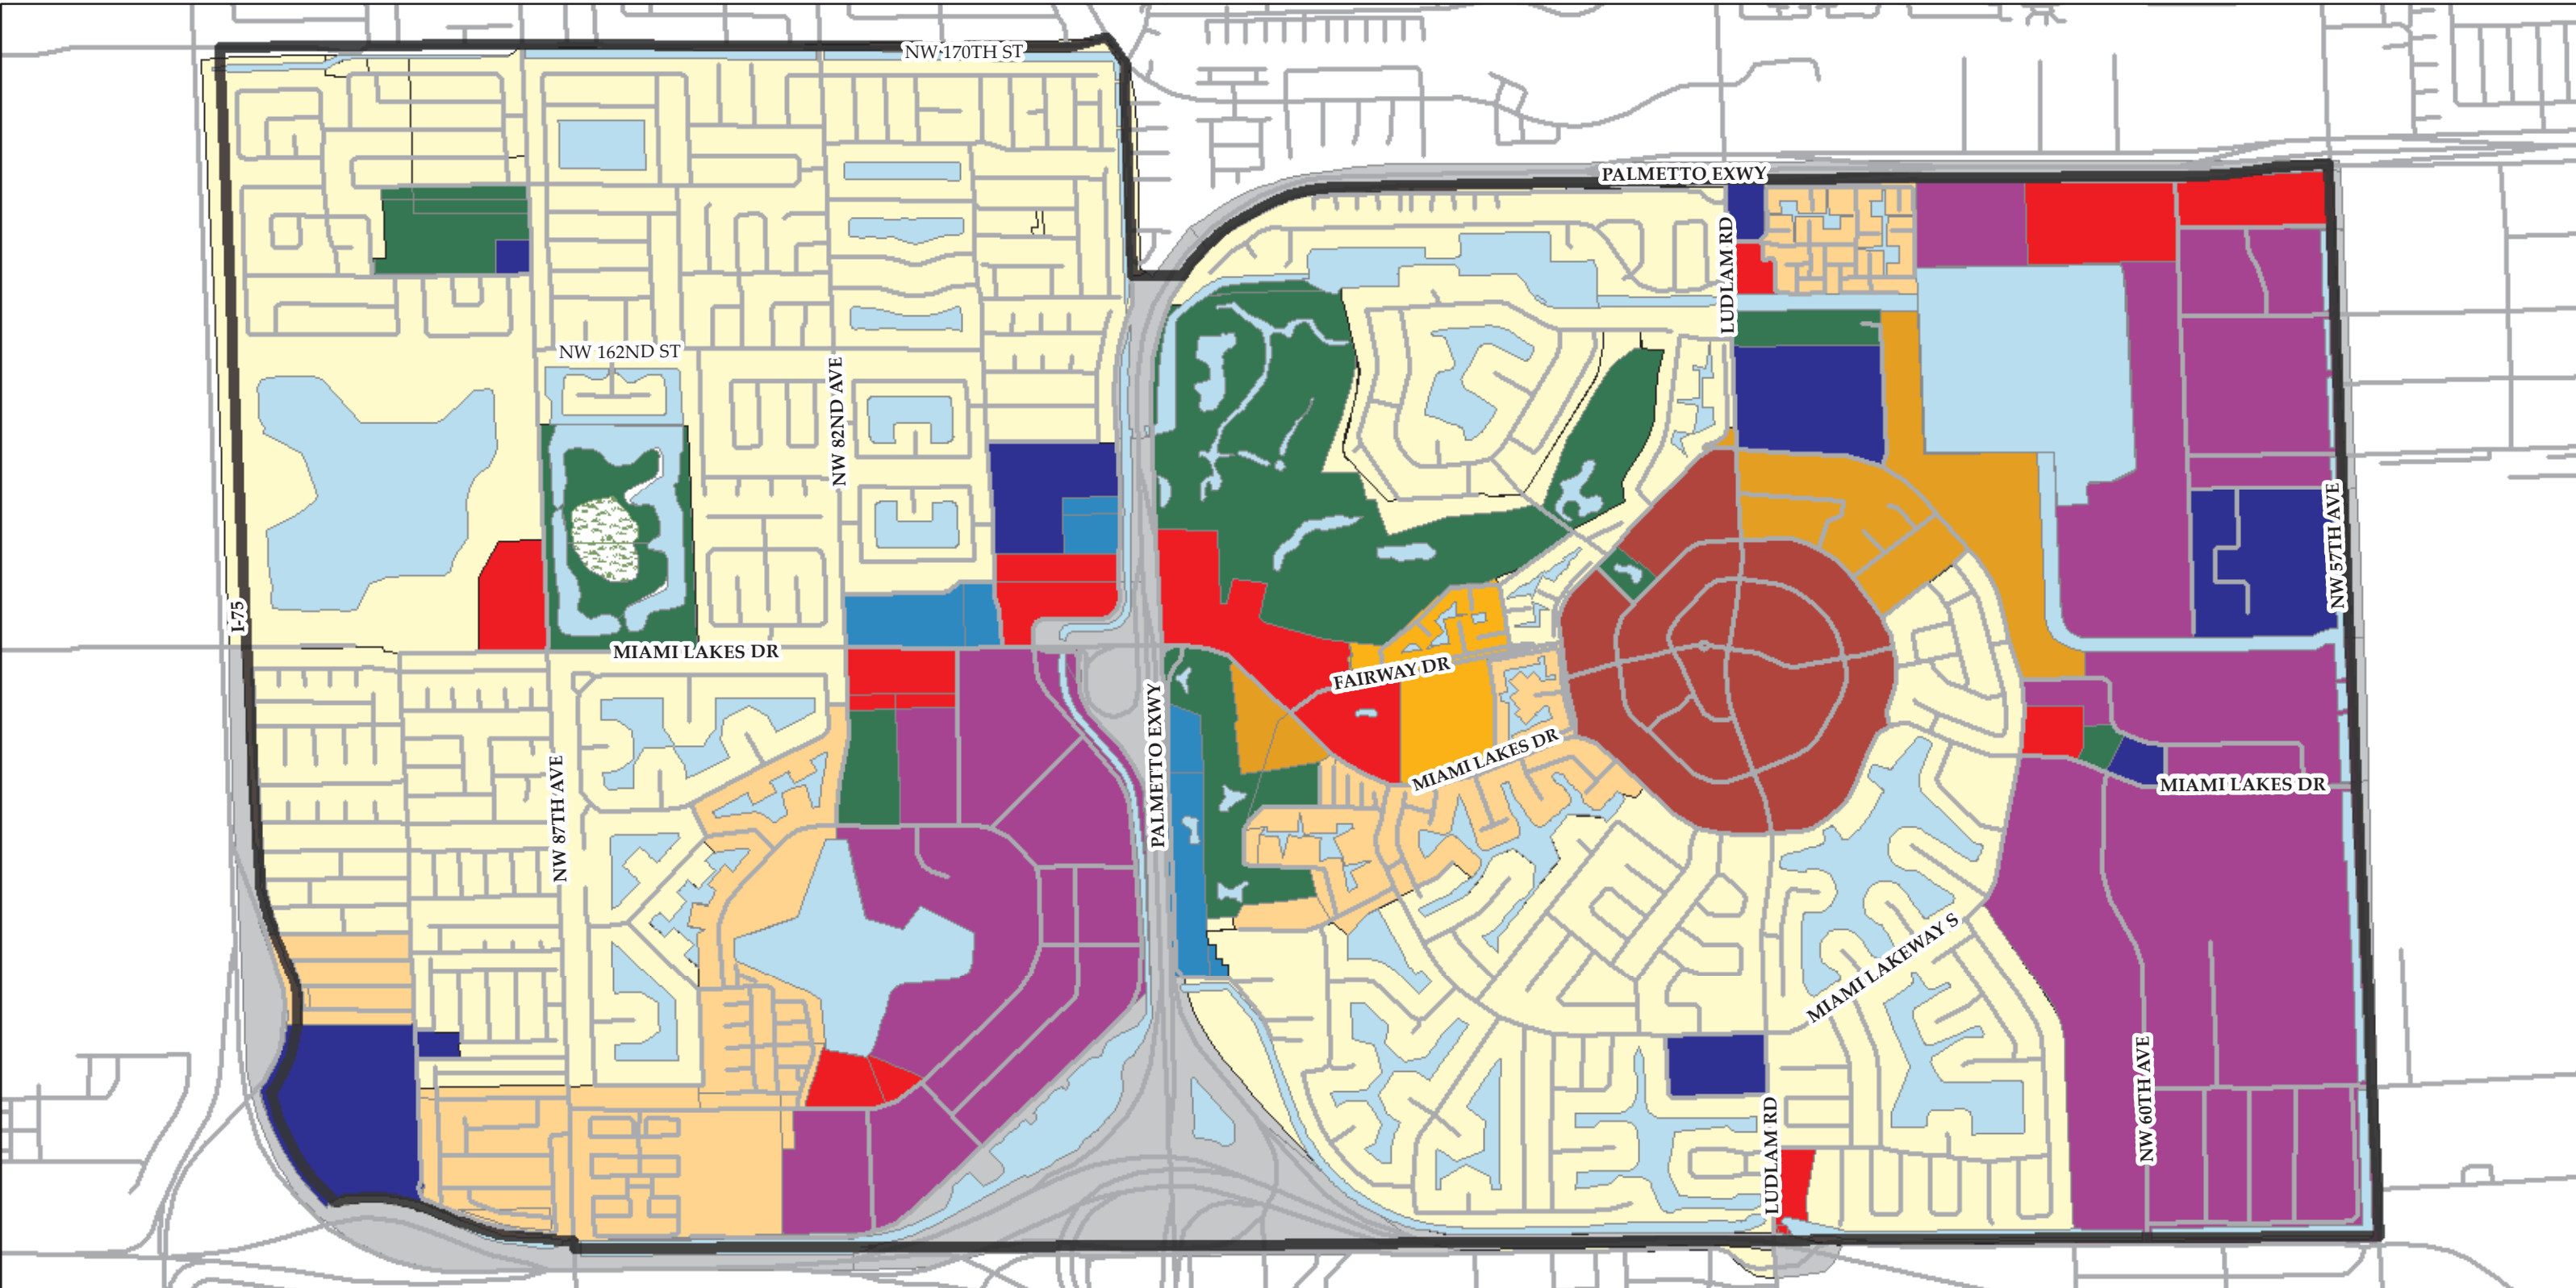 NW 170TH ST
PALMETTO EXWY
LUDLAM RD
NW 162ND ST
NW 82ND AVE
NW 57TH AVE
I-75
MIAMI LAKES DR
FAIRWAY DR
PALMETTO EXWY
MIAMI LAKES DR
MIAMI LAKES DR
NW 87TH AVE
MIAMI LAKEWAY S
NW 60TH AVE
LUDLAM RD